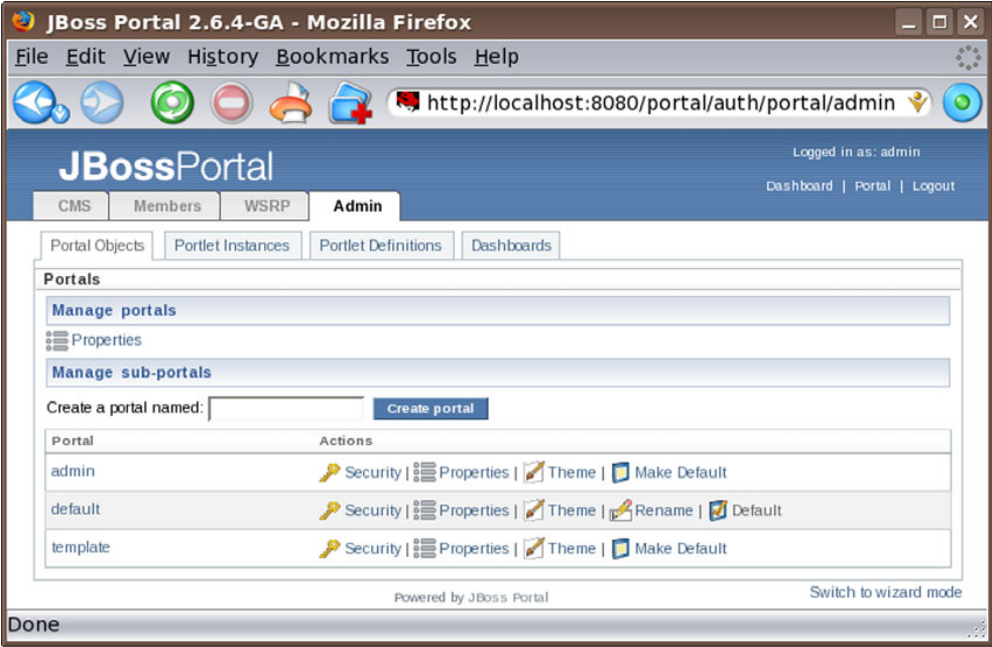 JBoss Portal 2.6.4-GA - Mozilla Firefox
File Edit View History Bookmarks Tools Help
http://localhost:8080/portal/auth/portal/admin
JBossPortal
Logged in as: admin
Dashboard | Portal | Logout
CMS Members WSRP Admin
Portal Objects Portlet Instances Portlet Definitions Dashboards
Portals
Manage portals
Properties
Manage sub-portals
Create a portal named: Create portal
Portal Actions
admin Security | Properties | Theme | Make Default
default Security | Properties | Theme | Rename | Default
template Security | Properties | Theme | Make Default
Powered by JBoss Portal
Switch to wizard mode
Done